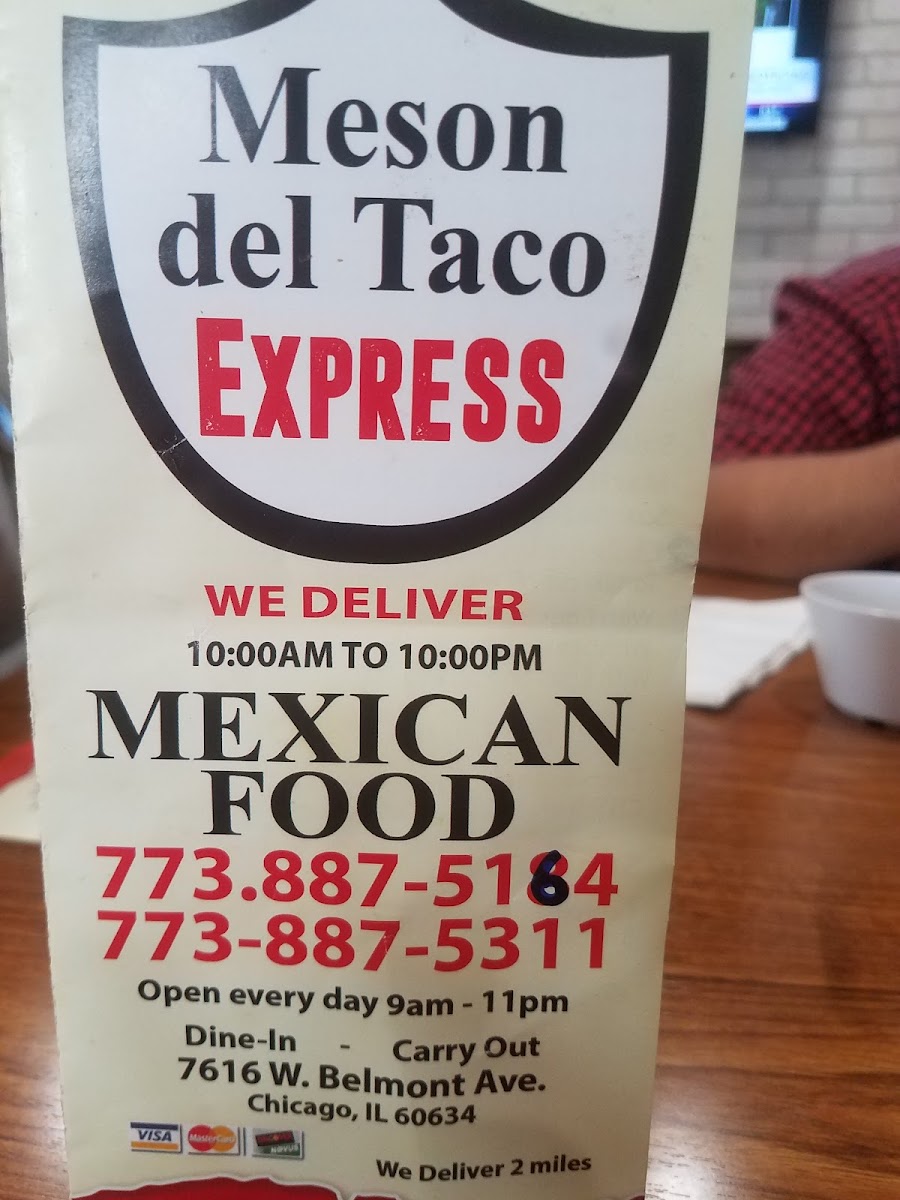 Meson
del Taco
EXPRESS
WE DELIVER
10:00AM TO 10:00PM
MEXICAN
FOOD
773.887-5164
773-887-5311
Open every day 9am - 11pm
Dine-In - Carry Out
7616 W. Belmont Ave.
Chicago, IL 60634
VISA MasterCard NOVUS
We Deliver 2 miles